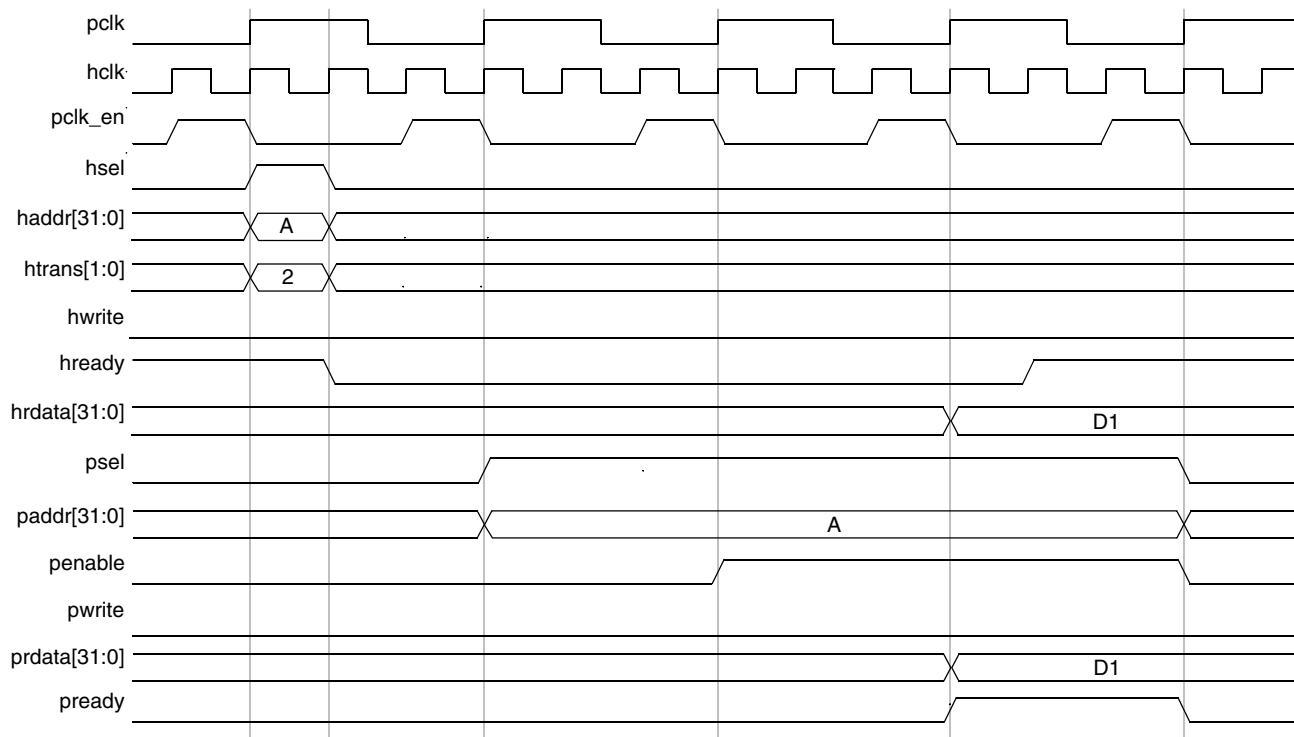 pclk
hclk
pclk_en
hsel
haddr[31:0] A
htrans[1:0] 2
hwrite
hready
hrdata[31:0] D1
psel
paddr[31:0] A
penable
pwrite
prdata[31:0] D1
pready